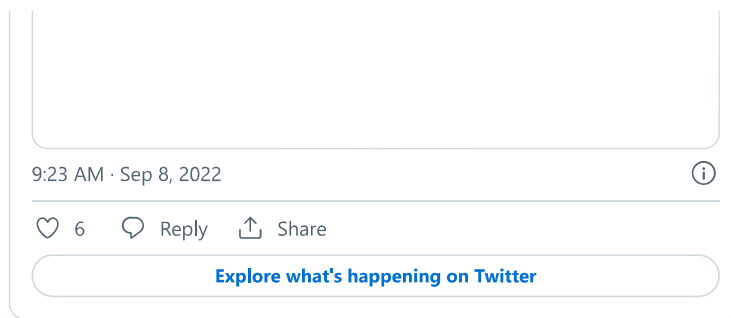 9:23 AM · Sep 8, 2022
6 Reply Share
Explore what's happening on Twitter